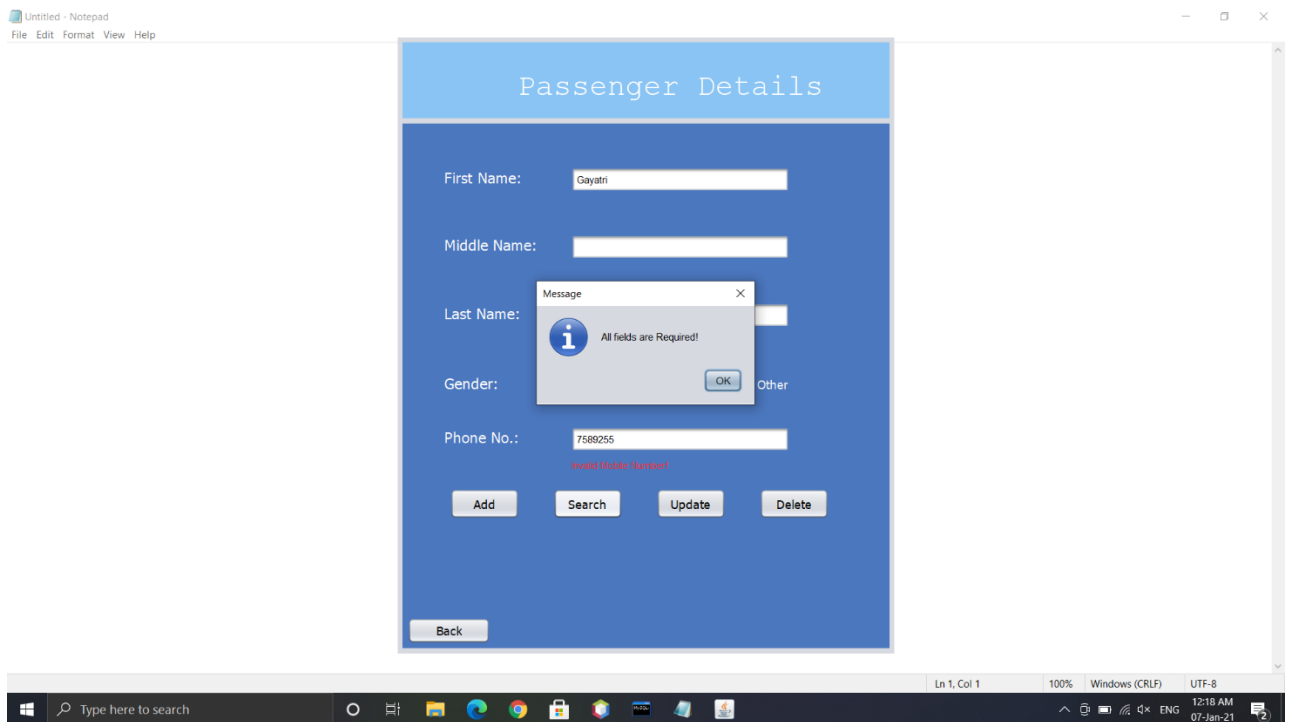 Untitled - Notepad
File Edit Format View Help
Passenger Details
First Name: Gayatri
Middle Name:
Message
Last Name:
All fields are Required!
OK
Gender: Other
Phone No.: 7589255
Invalid Mobile Number!
Add Search Update Delete
Back
Ln 1, Col 1 100% Windows (CRLF) UTF-8
Type here to search ENG 12:18 AM
07-Jan-21
2